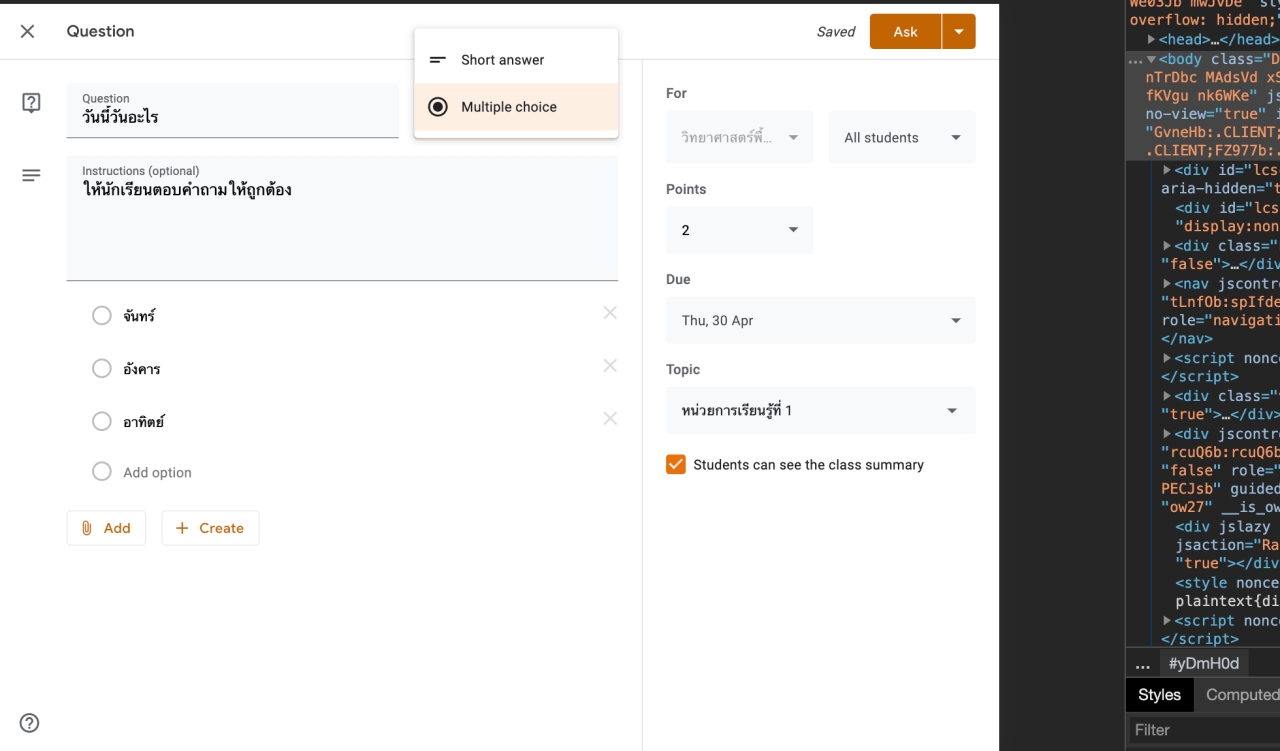 Question
Saved
Ask
Short answer
Multiple choice
Question
วันนี้วันอะไร
Instructions (optional)
ให้นักเรียนตอบคำถามให้ถูกต้อง
จันทร์
อังคาร
อาทิตย์
Add option
Add
Create
For
วิทยาศาสตร์พื้...
All students
Points
2
Due
Thu, 30 Apr
Topic
หน่วยการเรียนรู้ที่ 1
Students can see the class summary
We03Jb mwJvDe" sty
overflow: hidden;"
<head>…</head>
<body class="D
nTrDbc MAdsVd xS
fKVgu nk6WKe" js
no-view="true" i
"GvneHb:.CLIENT;
.CLIENT;FZ977b:.
<div id="lcs
aria-hidden="t
<div id="lcs
"display:non
<div class="
"false">…</div
<nav jscontro
"tLnfOb:spIfde
role="navigati
</nav>
<script nonce
</script>
<div class="
"true">…</div>
<div jscontro
"rcuQ6b:rcuQ6b
"false" role="
PECJsb" guided
"ow27" __is_ow
<div jslazy
jsaction="Ra
"true"></div
<style nonce
plaintext{di
<script nonce
</script>
... #yDmH0d
Styles Computed
Filter